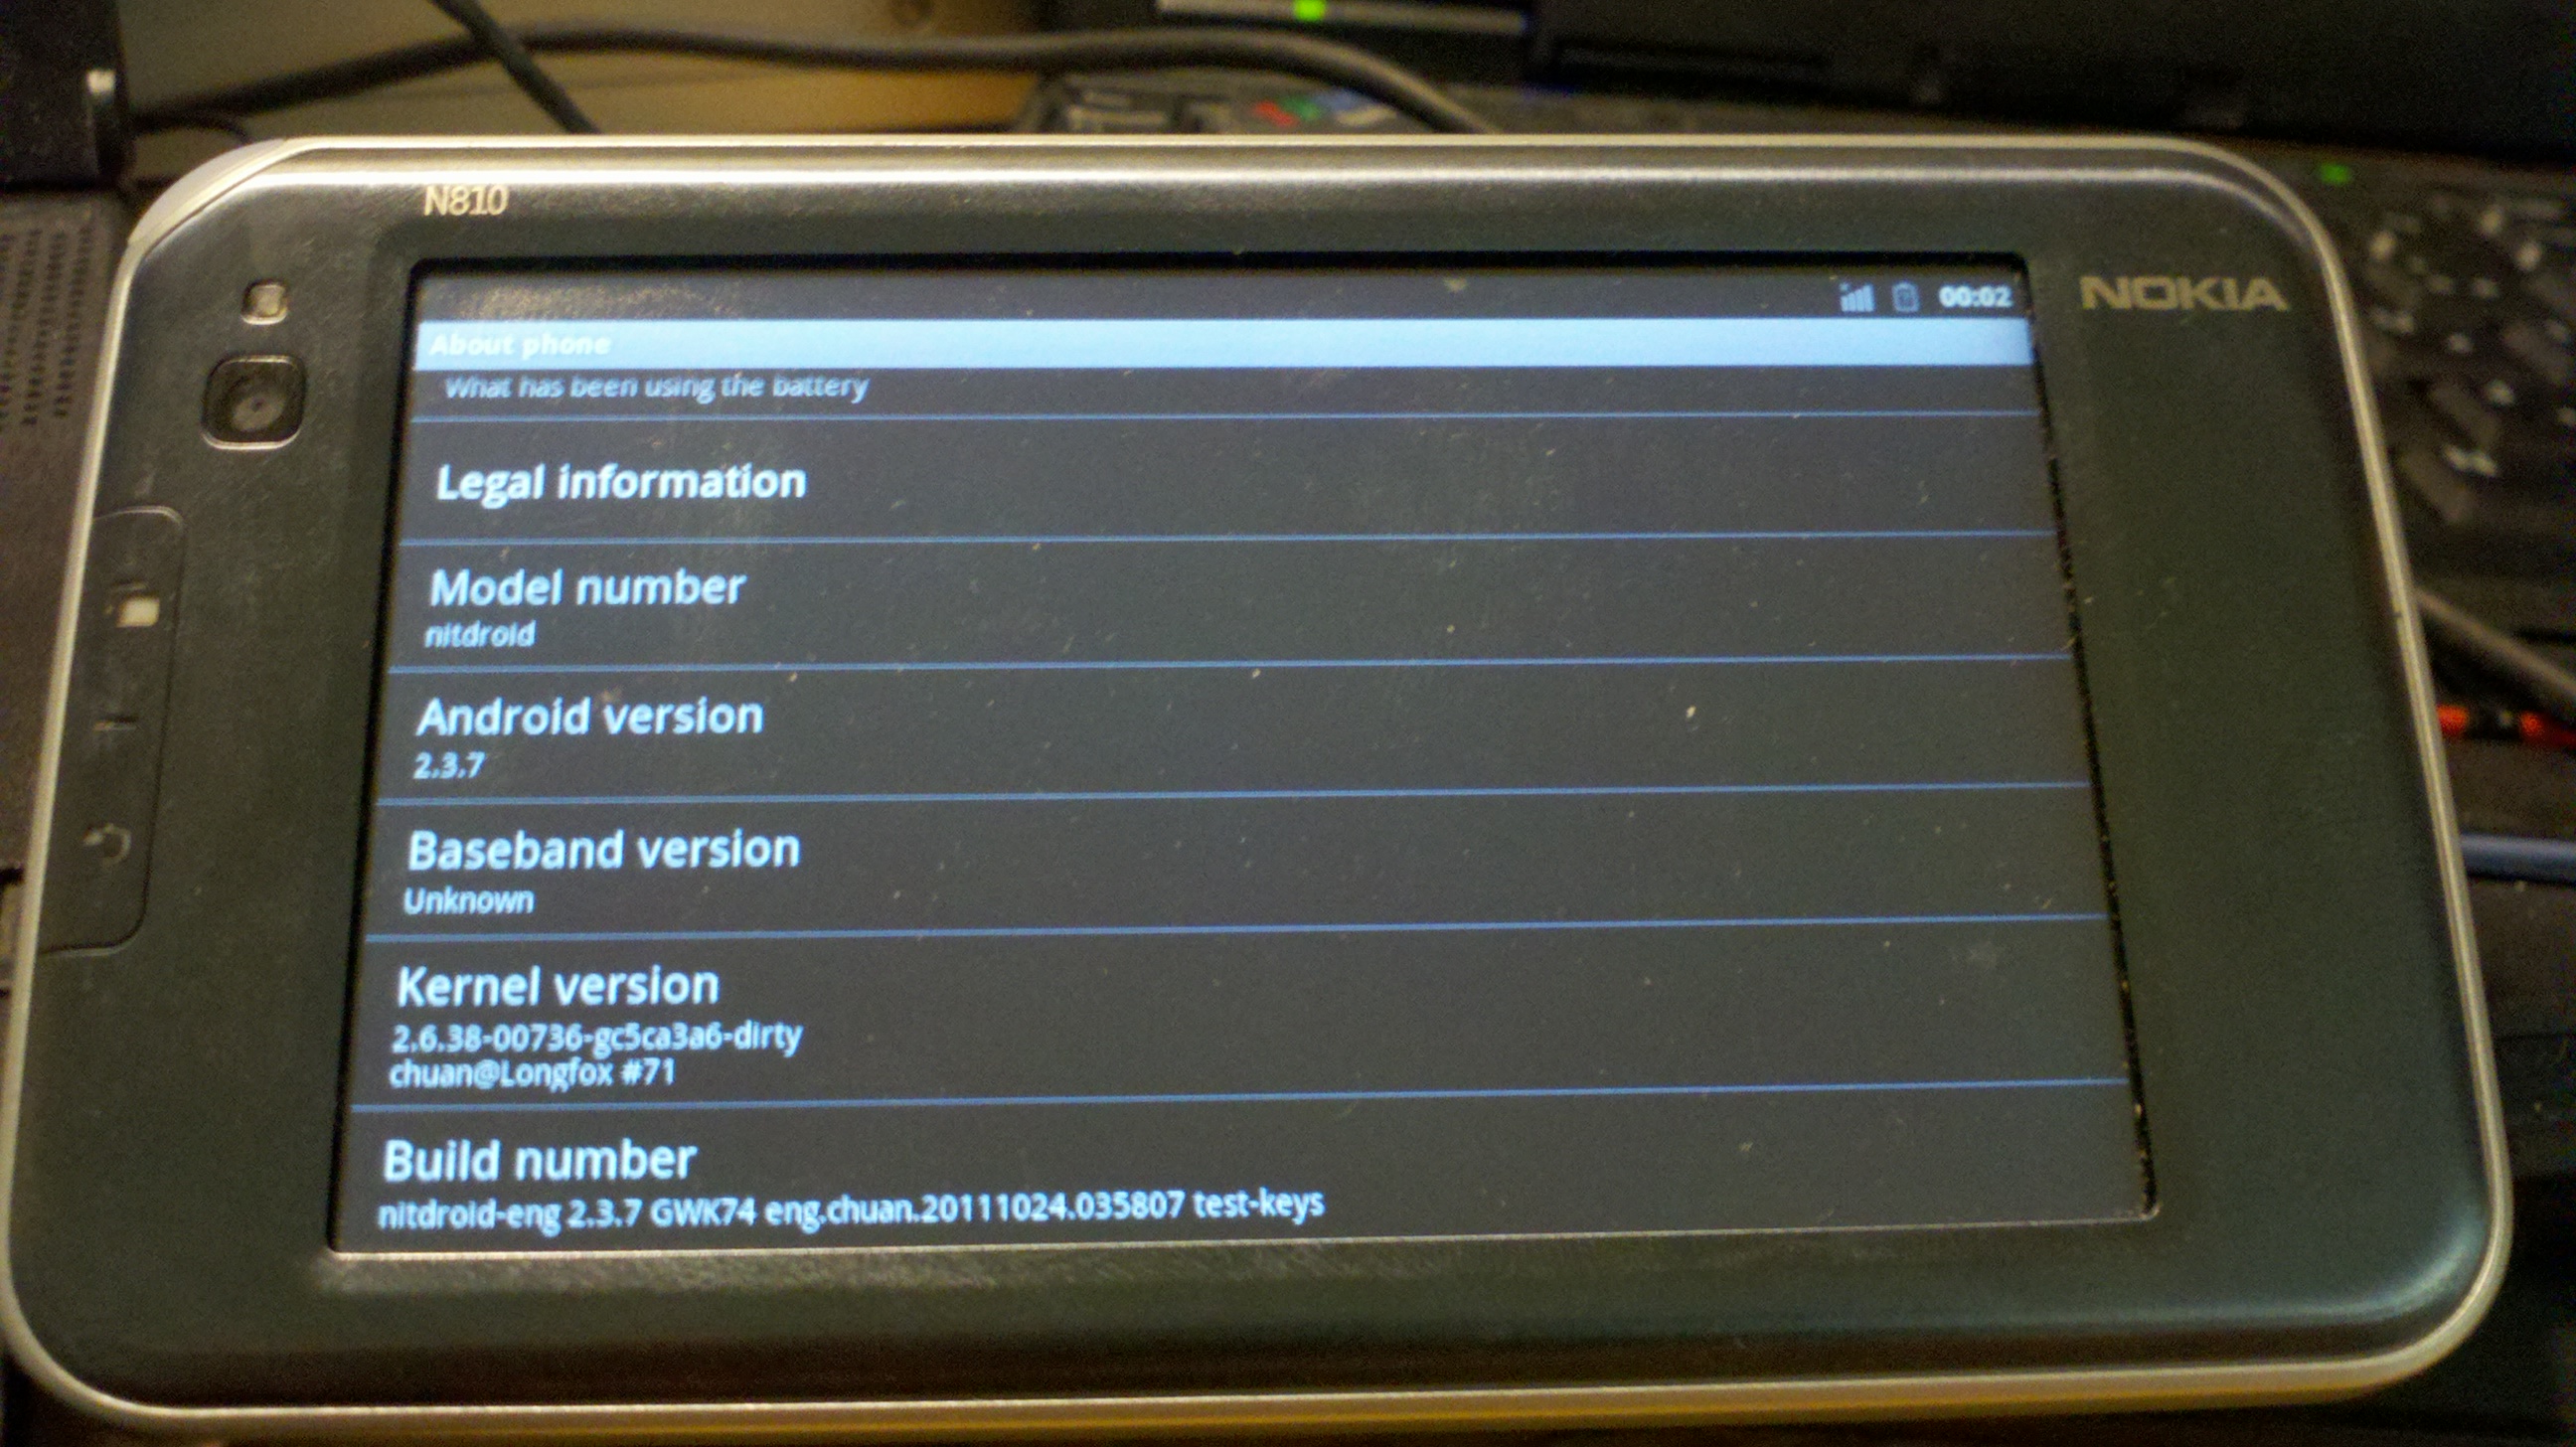 N810
NOKIA
00:02
About phone
What has been using the battery
Legal information
Model number
nitdroid
Android version
2.3.7
Baseband version
Unknown
Kernel version
2.6.38-00736-gc5ca3a6-dirty
chuan@Longfox #71
Build number
nitdroid-eng 2.3.7 GWK74 eng.chuan.20111024.035807 test-keys